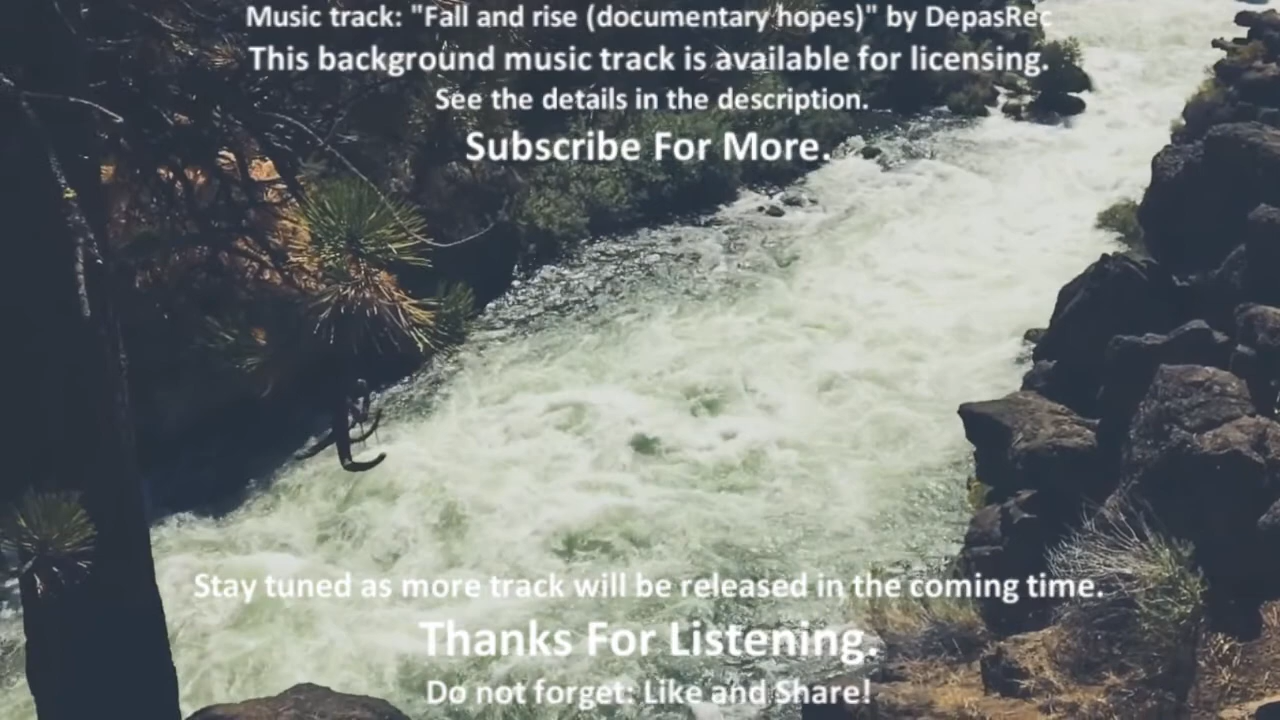 Music track: "Fall and rise (documentary hopes)" by DepasRec
This background music track is available for licensing.
See the details in the description.
Subscribe For More.
Stay tuned as more track will be released in the coming time.
Thanks For Listening.
Do not forget: Like and Share!